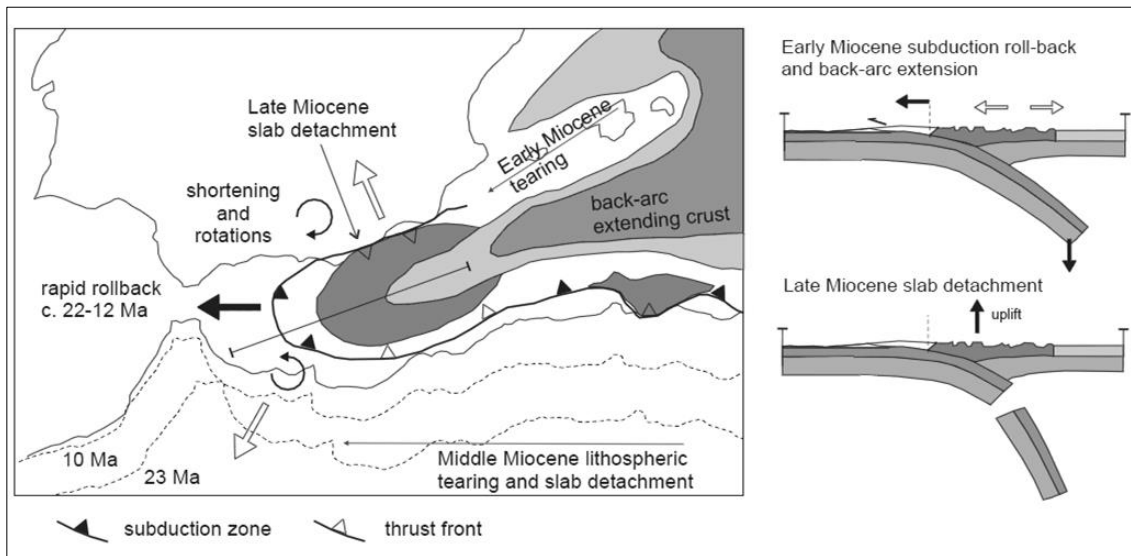 Late Miocene
slab detachment
Early Miocene
tearing
shortening
and
rotations
back-arc
extending crust
rapid rollback
c. 22-12 Ma
10 Ma
23 Ma
Middle Miocene lithospheric
tearing and slab detachment
subduction zone
thrust front
Early Miocene subduction roll-back
and back-arc extension
Late Miocene slab detachment
uplift